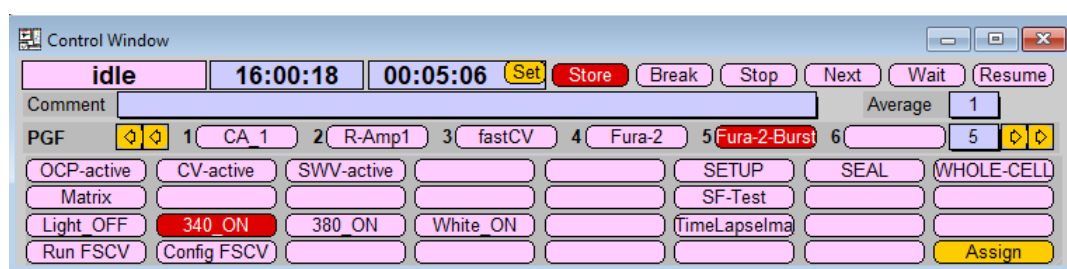 Control Window
idle 16:00:18 00:05:06 Set Store Break Stop Next Wait Resume
Comment Average 1
PGF 1 CA_1 2 R-Amp1 3 fastCV 4 Fura-2 5 Fura-2-Burst 6 5
OCP-active CV-active SWV-active SETUP SEAL WHOLE-CELL
Matrix SF-Test
Light_OFF 340_ON 380_ON White_ON TimeLapseIma
Run FSCV Config FSCV Assign